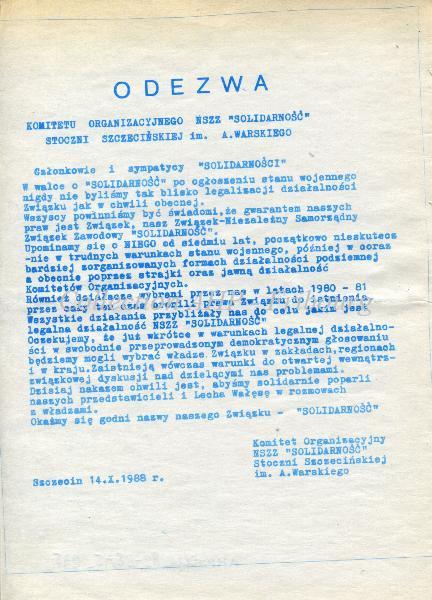 ODEZWA
KOMITETU ORGANIZACYJNEGO NSZZ "SOLIDARNOŚĆ"
STOCZNI SZCZECIŃSKIEJ im. A.WARSKIEGO
Członkowie i sympatycy "SOLIDARNOŚCI"
W walce o "SOLIDARNOŚĆ" po ogłoszeniu stanu wojennego
nigdy nie byliśmy tak blisko legalizacji działalności
Związku jak w chwili obecnej.
Wszyscy powinniśmy być świadomi,że gwarantem naszych
praw jest Związek, nasz Związek-Niezależny Samorządny
Związek Zawodowy "SOLIDARNOŚĆ".
Upominamy się o NIEGO od siedmiu lat, początkowo nieskutecz
-nie w trudnych warunkach stanu wojennego, później w coraz
bardziej zorganizowanych formach działalności podziemnej
a obecnie poprzez strajki oraz jawną działalność
Komitetów Organizacyjnych.
Również działacze wybrani przez nas w latach 1980 - 81
przez cały ten czas chronili praw Związku do istnienia.
Wszystkie działania przybliżały nas do celu jakim jest
legalna działalność NSZZ "SOLIDARNOŚĆ"
Oczekujemy, że już wkrótce w warunkach legalnej działalno-
ści w swobodnie przeprowadzonym demokratycznym głosowaniu
będziemy mogli wybrać władze Związku w zakładach,regionach
i w kraju.Zaistnieją wówczas warunki do otwartej wewnątrz-
związkowej dyskusji nad dzielącymi nas problemami.
Dzisiaj nakazem chwili jest, abyśmy solidarnie poparli
naszych przedstawicieli i Lecha Wałęsę w rozmowach
z władzami.
Okażmy się godni nazwy naszego Związku - "SOLIDARNOŚĆ"
Komitet Organizacyjny
NSZZ "SOLIDARNOŚĆ"
Stoczni Szczecińskiej
im. A.Warskiego
Szczecin 14.X.1988 r.